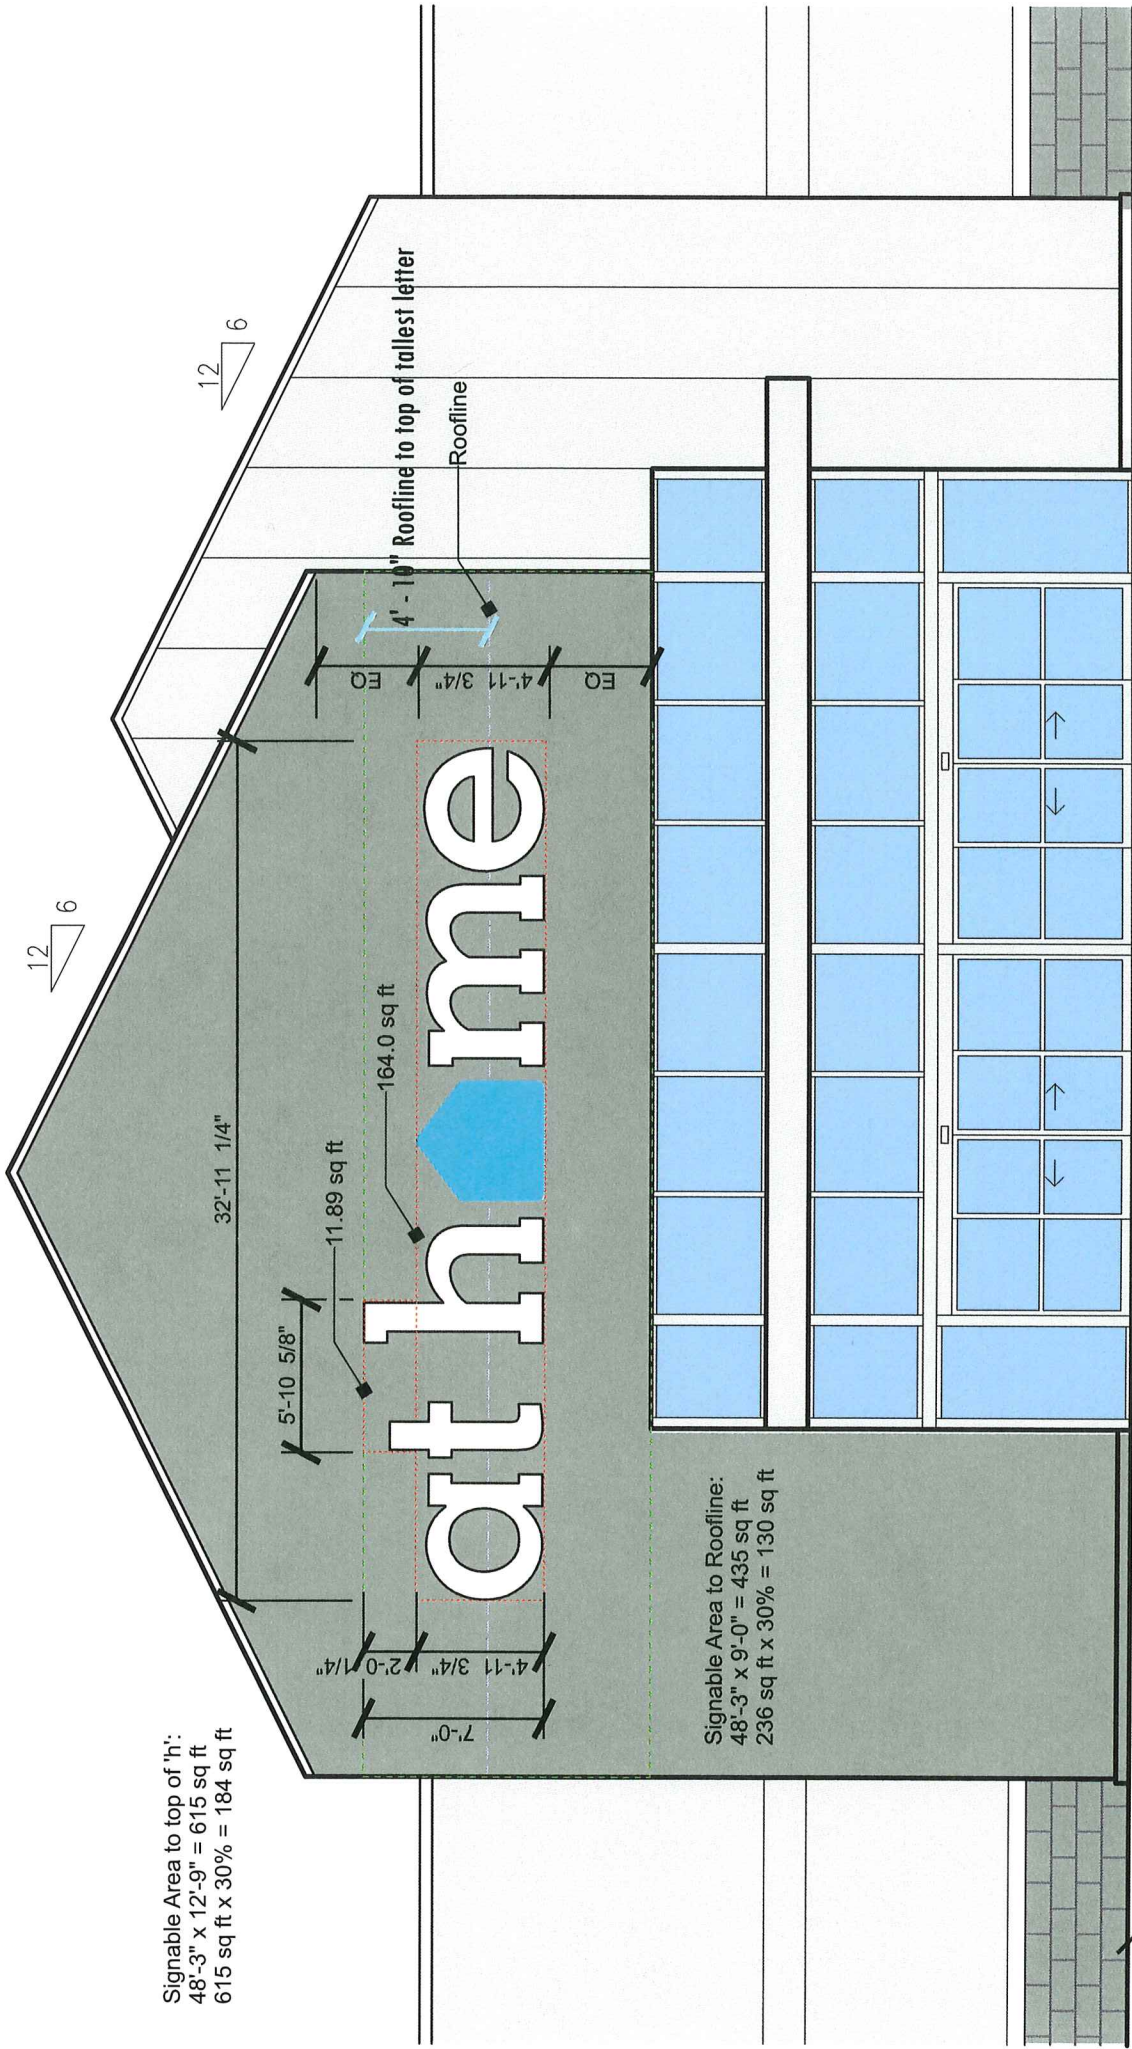 Signable Area to top of 'h':
48'-3" x 12'-9" = 615 sq ft
615 sq ft x 30% = 184 sq ft
12
6
12
6
32'-11 1/4"
5'-10 5/8"
11.89 sq ft
164.0 sq ft
4' - 10" Roofline to top of tallest letter
Roofline
EQ
4'-11 3/4"
EQ
at h me
2'-0 1/4"
4'-11 3/4"
7'-0"
Signable Area to Roofline:
48'-3" x 9'-0" = 435 sq ft
236 sq ft x 30% = 130 sq ft